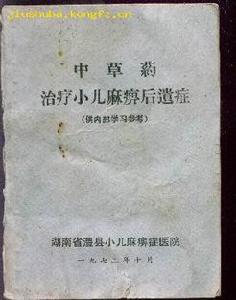 jiushuba.kongfz.cn
中草药
治疗小儿麻痹后遗症
(供内部学习参考)
湖南省澧县小儿麻痹症医院
一九七二年十月